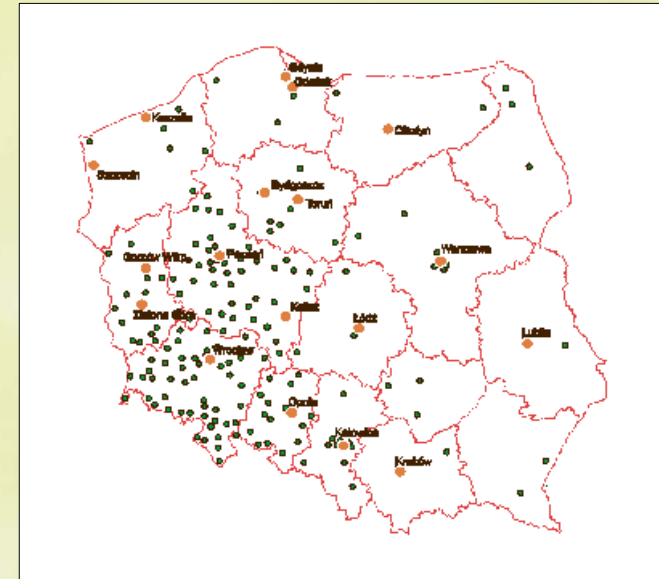 Gdynia
Gdańsk
Koszalin
Olsztyn
Szczecin
Bydgoszcz
Toruń
Warszawa
Gorzów Wlkp.
Poznań
Zielona Góra
Kalisz
Łódź
Lublin
Wrocław
Opole
Katowice
Kraków